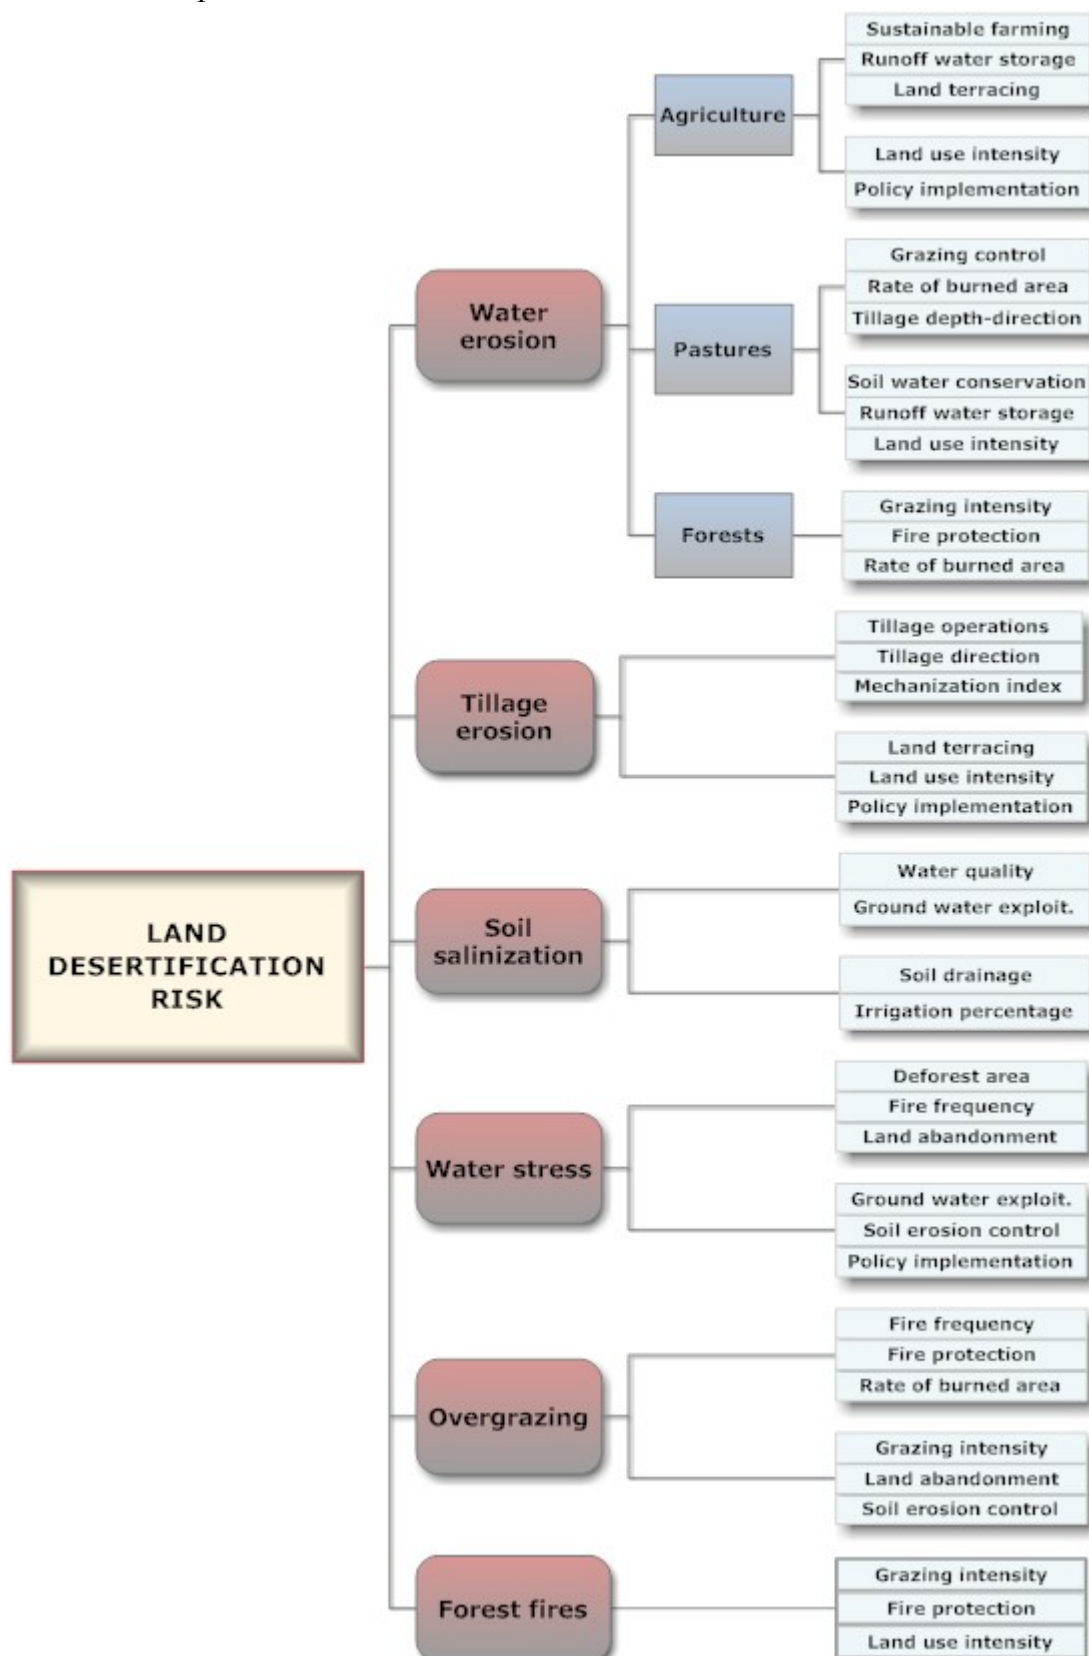 Sustainable farming
Runoff water storage
Land terracing
Agriculture
Land use intensity
Policy implementation
Grazing control
Rate of burned area
Tillage depth-direction
Water
erosion
Pastures
Soil water conservation
Runoff water storage
Land use intensity
Forests
Grazing intensity
Fire protection
Rate of burned area
Tillage operations
Tillage direction
Mechanization index
Tillage
erosion
Land terracing
Land use intensity
Policy implementation
Water quality
Ground water exploit.
Soil
salinization
Soil drainage
Irrigation percentage
LAND
DESERTIFICATION
RISK
Deforest area
Fire frequency
Land abandonment
Water stress
Ground water exploit.
Soil erosion control
Policy implementation
Fire frequency
Fire protection
Rate of burned area
Overgrazing
Grazing intensity
Land abandonment
Soil erosion control
Forest fires
Grazing intensity
Fire protection
Land use intensity